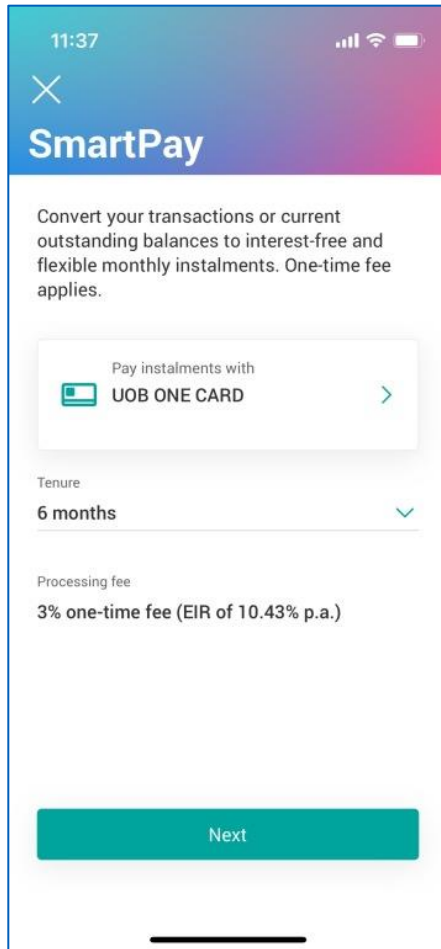 11:37
SmartPay
Convert your transactions or current
outstanding balances to interest-free and
flexible monthly instalments. One-time fee
applies.
Pay instalments with
UOB ONE CARD
Tenure
6 months
Processing fee
3% one-time fee (EIR of 10.43% p.a.)
Next